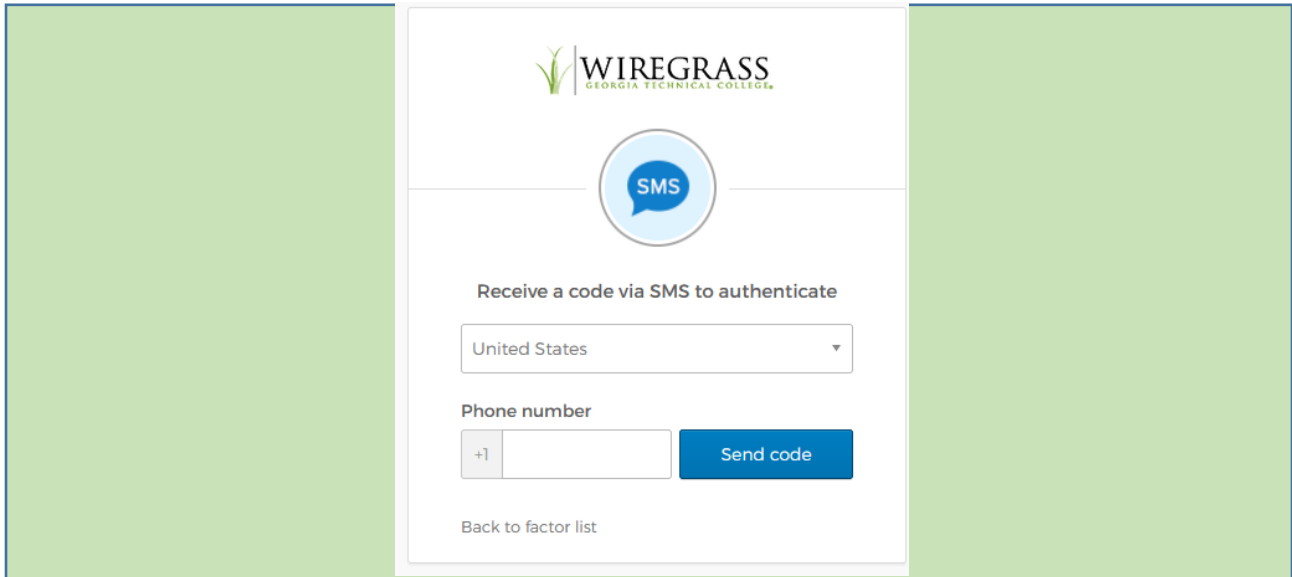 WIREGRASS
GEORGIA TECHNICAL COLLEGE®
SMS
Receive a code via SMS to authenticate
United States
Phone number
+1 Send code
Back to factor list